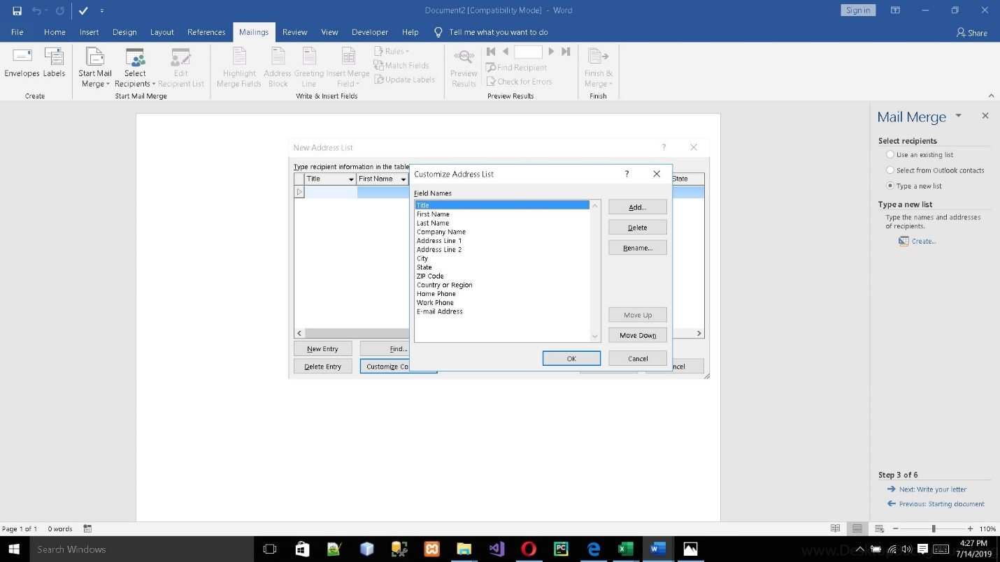 Document2 [Compatibility Mode] - Word
Sign in
File Home Insert Design Layout References Mailings Review View Developer Help Tell me what you want to do
Share
Envelopes Labels
Create
Start Mail Merge
Select Recipients
Edit Recipient List
Start Mail Merge
Highlight Merge Fields
Address Block
Greeting Line
Insert Merge Field
Rules
Match Fields
Update Labels
Write & Insert Fields
Preview Results
Find Recipient
Check for Errors
Preview Results
Finish & Merge
Finish
New Address List
?
Type recipient information in the table
Title First Name State
Customize Address List
?
Field Names
Title
First Name
Last Name
Company Name
Address Line 1
Address Line 2
City
State
ZIP Code
Country or Region
Home Phone
Work Phone
E-mail Address
Add...
Delete
Rename...
Move Up
Move Down
OK
Cancel
New Entry
Find...
Delete Entry
Customize Co
ncel
Mail Merge
Select recipients
Use an existing list
Select from Outlook contacts
Type a new list
Type a new list
Type the names and addresses
of recipients.
Create...
Step 3 of 6
Next: Write your letter
Previous: Starting document
Page 1 of 1 0 words
110%
Search Windows
4:27 PM
7/14/2019